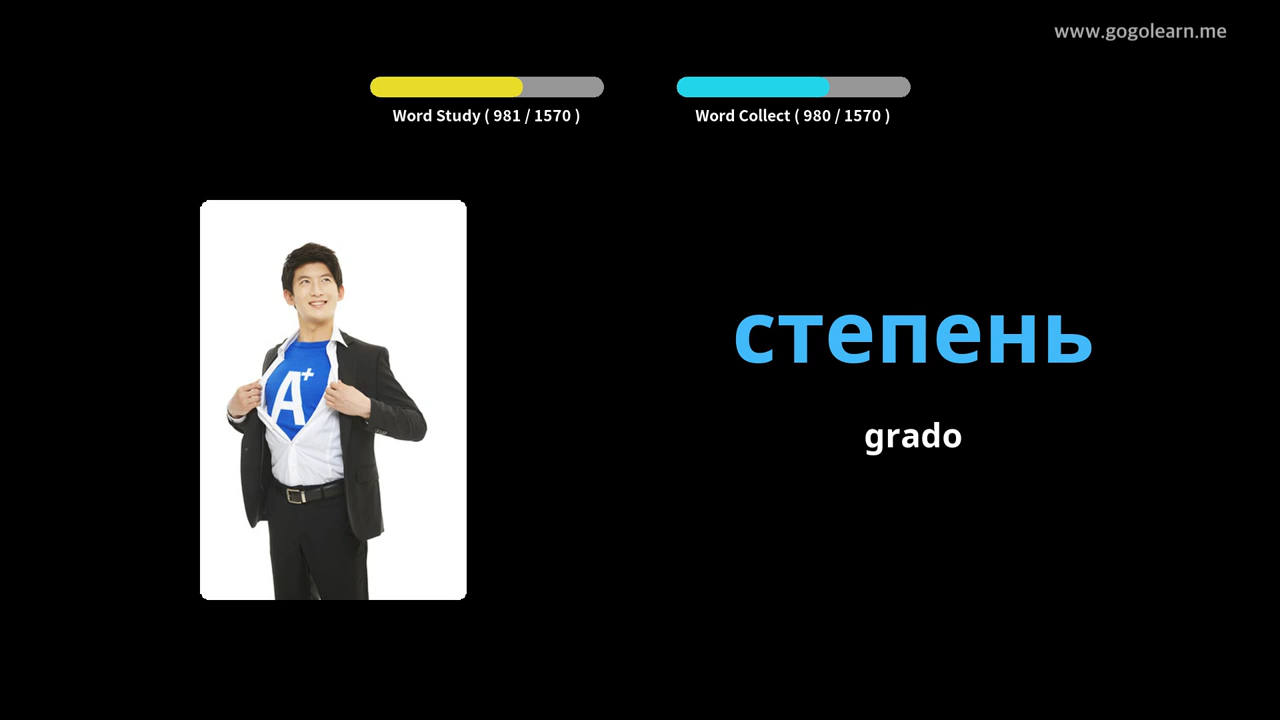 www.gogolearn.me
Word Study ( 981 / 1570 )
Word Collect ( 980 / 1570 )
A+
степень
grado